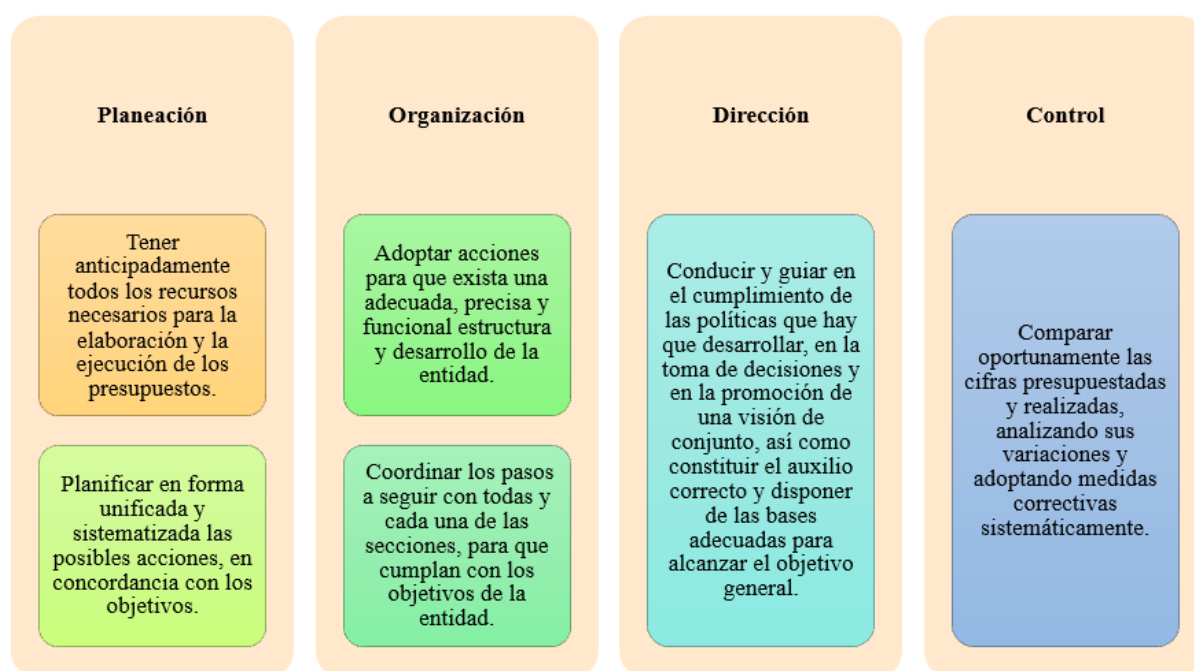 Planeación
Tener
anticipadamente
todos los recursos
necesarios para la
elaboración y la
ejecución de los
presupuestos.
Planificar en forma
unificada y
sistematizada las
posibles acciones, en
concordancia con los
objetivos.
Organización
Adoptar acciones
para que exista una
adecuada, precisa y
funcional estructura
y desarrollo de la
entidad.
Coordinar los pasos
a seguir con todas y
cada una de las
secciones, para que
cumplan con los
objetivos de la
entidad.
Dirección
Conducir y guiar en
el cumplimiento de
las políticas que hay
que desarrollar, en la
toma de decisiones y
en la promoción de
una visión de
conjunto, así como
constituir el auxilio
correcto y disponer
de las bases
adecuadas para
alcanzar el objetivo
general.
Control
Comparar
oportunamente las
cifras presupuestadas
y realizadas,
analizando sus
variaciones y
adoptando medidas
correctivas
sistemáticamente.